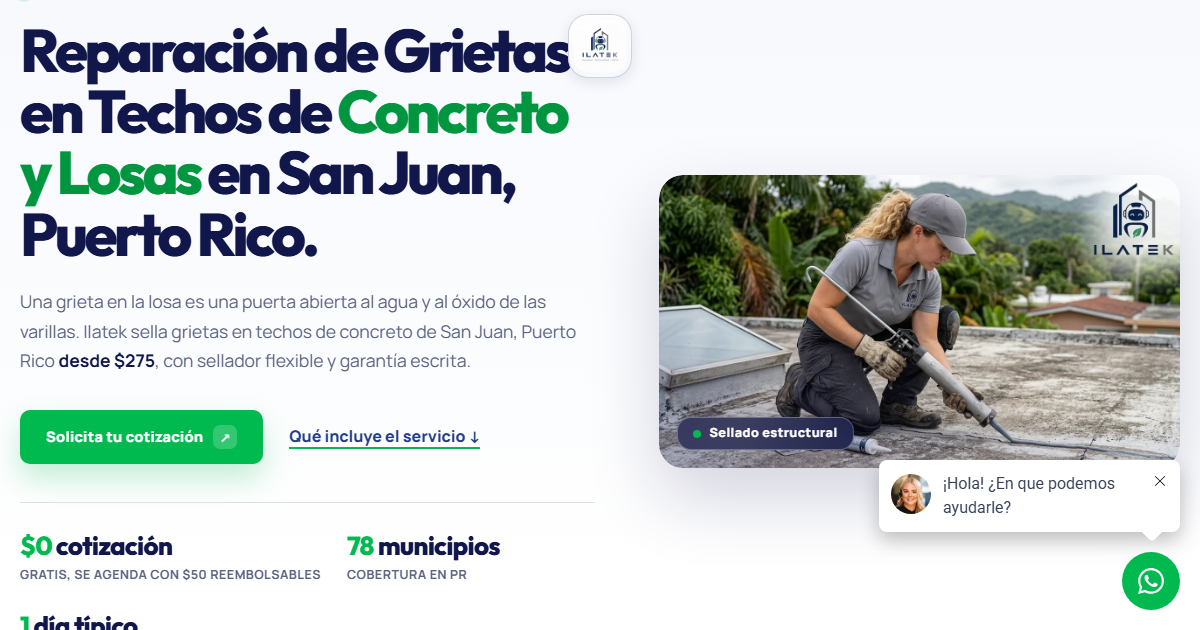 Reparación de Grietas
en Techos de Concreto
y Losas en San Juan,
Puerto Rico.
ILATEK
Una grieta en la losa es una puerta abierta al agua y al óxido de las
varillas. Ilatek sella grietas en techos de concreto de San Juan, Puerto
Rico desde $275, con sellador flexible y garantía escrita.
Solicita tu cotización ↗
Qué incluye el servicio ↓
$0 cotización
GRATIS, SE AGENDA CON $50 REEMBOLSABLES
78 municipios
COBERTURA EN PR
1 día típico
ILATEK
Sellado estructural
¡Hola! ¿En que podemos
ayudarle?